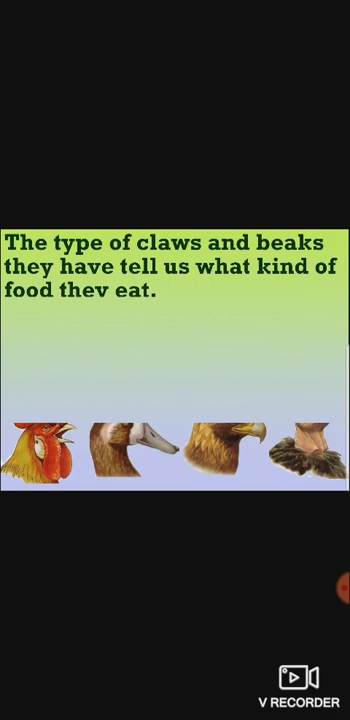 The type of claws and beaks
they have tell us what kind of
food they eat.
V RECORDER